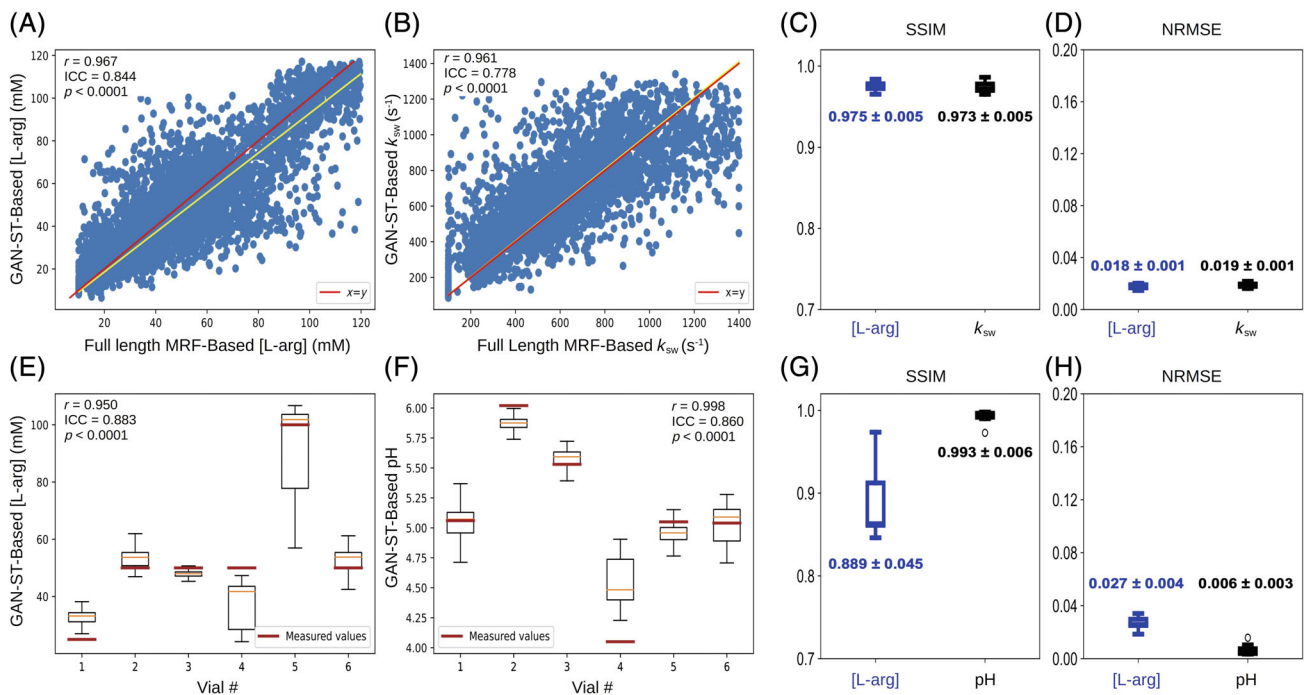 (A)
r = 0.967
ICC = 0.844
p < 0.0001
GAN-ST-Based [L-arg] (mM)
120
100
80
60
40
20
x=y
20 40 60 80 100 120
Full length MRF-Based [L-arg] (mM)
(B)
r = 0.961
ICC = 0.778
p < 0.0001
GAN-ST-Based ksw (s-1)
1400
1200
1000
800
600
400
200
x=y
200 400 600 800 1000 1200 1400
Full Length MRF-Based ksw (s-1)
(C)
SSIM
1.0
0.9
0.8
0.7
0.975 ± 0.005 0.973 ± 0.005
[L-arg] ksw
(D)
NRMSE
0.20
0.16
0.12
0.08
0.04
0.00
0.018 ± 0.001 0.019 ± 0.001
[L-arg] ksw
(E)
r = 0.950
ICC = 0.883
p < 0.0001
GAN-ST-Based [L-arg] (mM)
100
80
60
40
Measured values
1 2 3 4 5 6
Vial #
(F)
r = 0.998
ICC = 0.860
p < 0.0001
GAN-ST-Based pH
6.00
5.75
5.50
5.25
5.00
4.75
4.50
4.25
4.00
Measured values
1 2 3 4 5 6
Vial #
(G)
SSIM
1.0
0.9
0.8
0.7
0.993 ± 0.006
0.889 ± 0.045
[L-arg] pH
(H)
NRMSE
0.20
0.16
0.12
0.08
0.04
0.00
0.027 ± 0.004 0.006 ± 0.003
[L-arg] pH